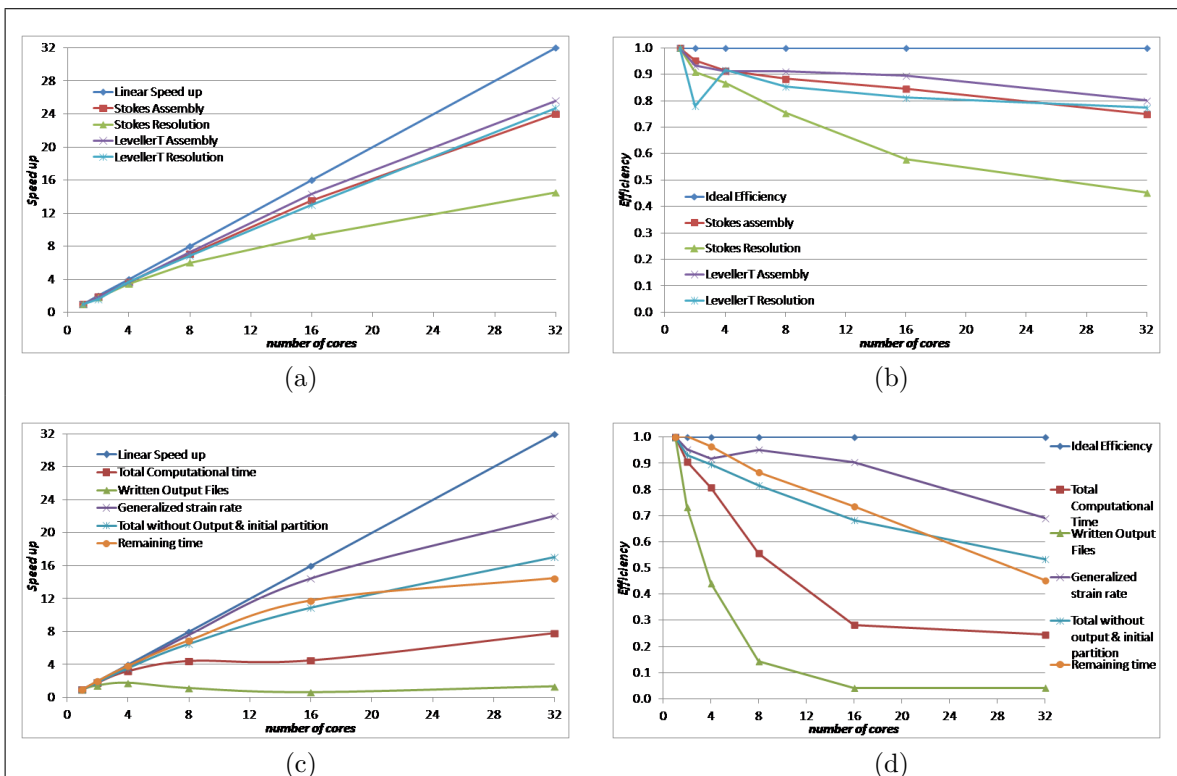 32
28
24
20
16
12
8
4
0
Speed up
Linear Speed up
Stokes Assembly
Stokes Resolution
LevellerT Assembly
LevellerT Resolution
0 4 8 12 16 20 24 28 32
number of cores
(a)
1.0
0.9
0.8
0.7
0.6
0.5
0.4
0.3
0.2
0.1
0.0
Efficiency
Ideal Efficiency
Stokes assembly
Stokes Resolution
LevellerT Assembly
LevellerT Resolution
0 4 8 12 16 20 24 28 32
number of cores
(b)
32
28
24
20
16
12
8
4
0
Speed up
Linear Speed up
Total Computational time
Written Output Files
Generalized strain rate
Total without Output & initial partition
Remaining time
0 4 8 12 16 20 24 28 32
number of cores
(c)
1.0
0.9
0.8
0.7
0.6
0.5
0.4
0.3
0.2
0.1
0.0
Efficiency
Ideal Efficiency
Total
Computational
Time
Written Output
Files
Generalized
strain rate
Total without
output & initial
partition
Remaining time
0 4 8 12 16 20 24 28 32
number of cores
(d)